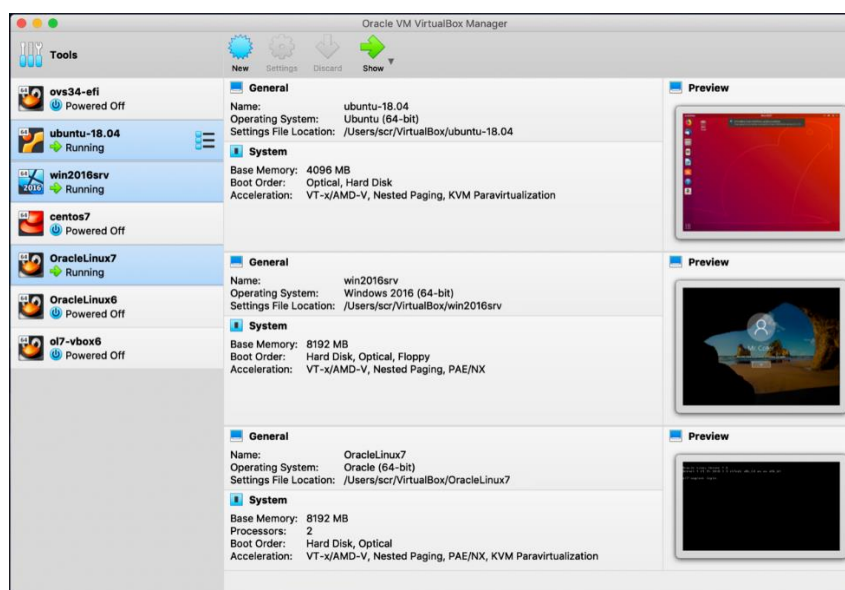 Oracle VM VirtualBox Manager
Tools
New Settings Discard Show
ovs34-efi
Powered Off
ubuntu-18.04
Running
win2016srv
Running
centos7
Powered Off
OracleLinux7
Running
OracleLinux6
Powered Off
ol7-vbox6
Powered Off
General
Name: ubuntu-18.04
Operating System: Ubuntu (64-bit)
Settings File Location: /Users/scr/VirtualBox/ubuntu-18.04
System
Base Memory: 4096 MB
Boot Order: Optical, Hard Disk
Acceleration: VT-x/AMD-V, Nested Paging, KVM Paravirtualization
Preview
General
Name: win2016srv
Operating System: Windows 2016 (64-bit)
Settings File Location: /Users/scr/VirtualBox/win2016srv
System
Base Memory: 8192 MB
Boot Order: Hard Disk, Optical, Floppy
Acceleration: VT-x/AMD-V, Nested Paging, PAE/NX
Preview
General
Name: OracleLinux7
Operating System: Oracle (64-bit)
Settings File Location: /Users/scr/VirtualBox/OracleLinux7
System
Base Memory: 8192 MB
Processors: 2
Boot Order: Hard Disk, Optical
Acceleration: VT-x/AMD-V, Nested Paging, PAE/NX, KVM Paravirtualization
Preview